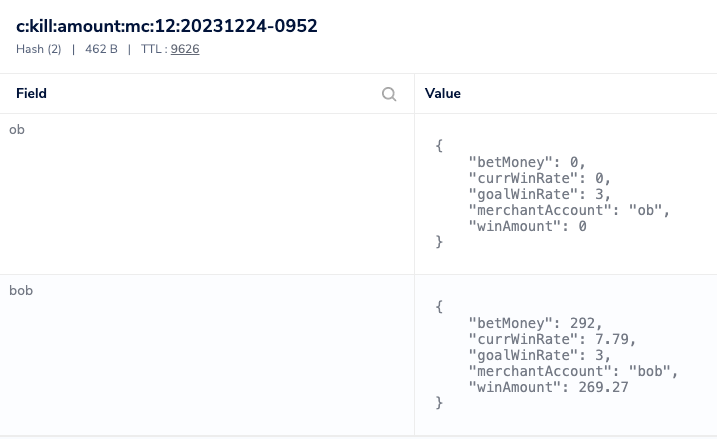 c:kill:amount:mc:12:20231224-0952
Hash (2) | 462 B | TTL : 9626
Field Value
ob
{
"betMoney": 0,
"currWinRate": 0,
"goalWinRate": 3,
"merchantAccount": "ob",
"winAmount": 0
}
bob
{
"betMoney": 292,
"currWinRate": 7.79,
"goalWinRate": 3,
"merchantAccount": "bob",
"winAmount": 269.27
}